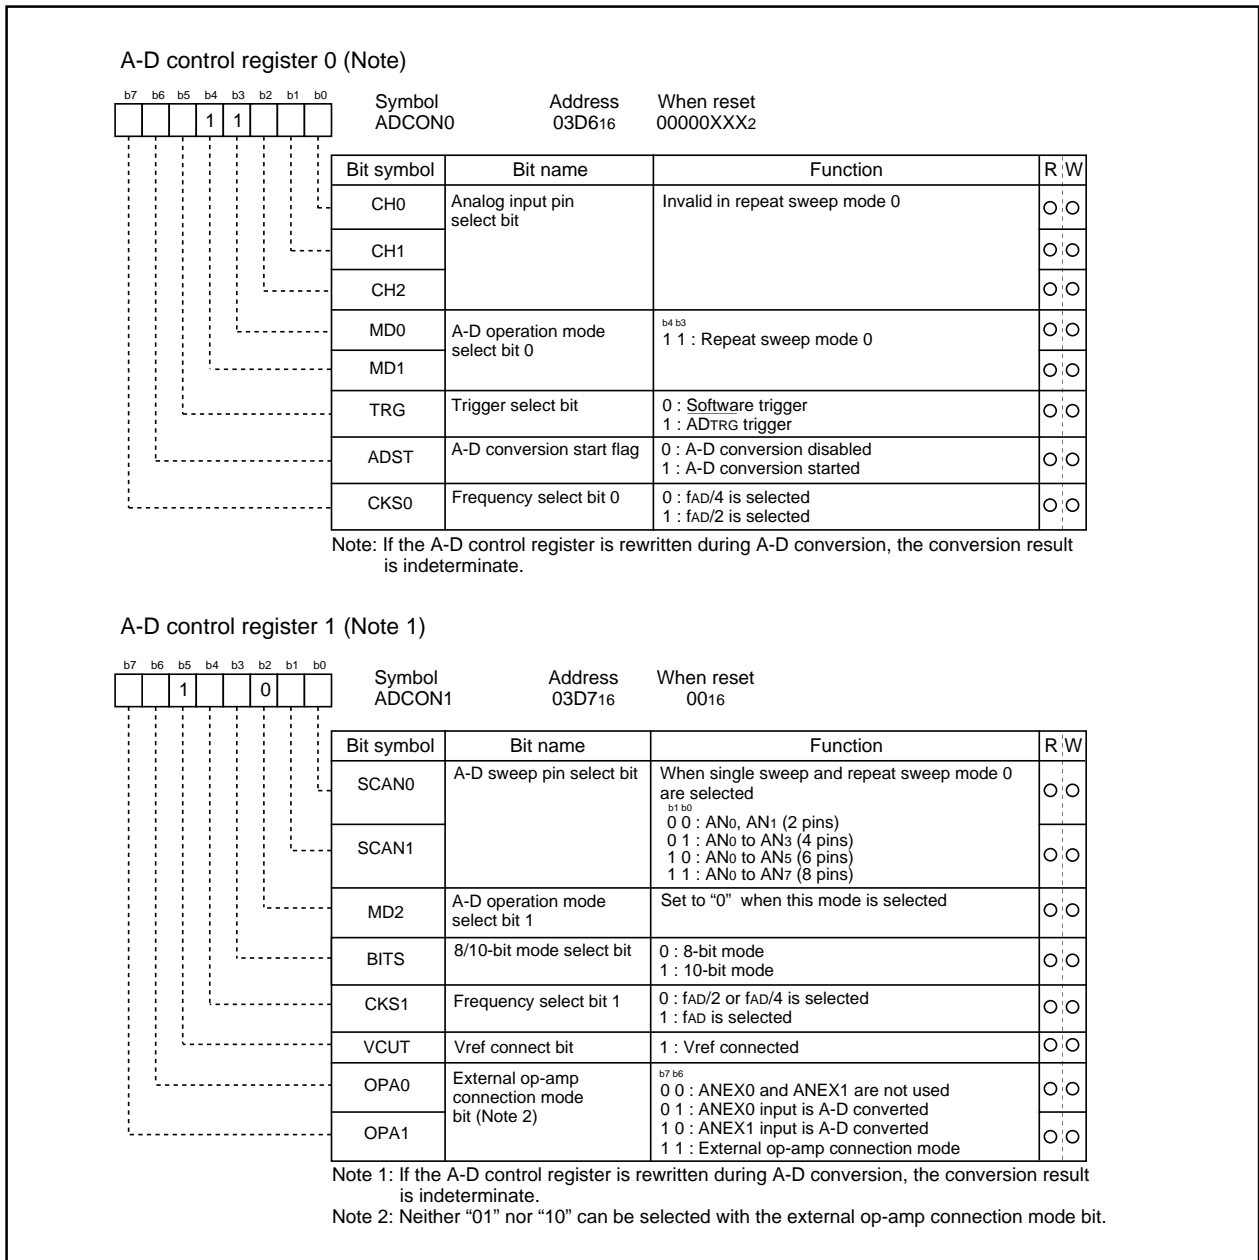 A-D control register 0 (Note)
b7 b6 b5 b4 b3 b2 b1 b0
1 1
Symbol Address When reset
ADCON0 03D616 00000XXX2
Bit symbol Bit name Function R W
CH0 Analog input pin select bit Invalid in repeat sweep mode 0
CH1
CH2
MD0 A-D operation mode select bit 0
b4 b3
1 1 : Repeat sweep mode 0
MD1
TRG Trigger select bit 0 : Software trigger
1 : ADTRG trigger
ADST A-D conversion start flag 0 : A-D conversion disabled
1 : A-D conversion started
CKS0 Frequency select bit 0 0 : fAD/4 is selected
1 : fAD/2 is selected
Note: If the A-D control register is rewritten during A-D conversion, the conversion result
is indeterminate.
A-D control register 1 (Note 1)
b7 b6 b5 b4 b3 b2 b1 b0
1 0
Symbol Address When reset
ADCON1 03D716 0016
Bit symbol Bit name Function R W
SCAN0 A-D sweep pin select bit When single sweep and repeat sweep mode 0
are selected
b1 b0
0 0 : AN0, AN1 (2 pins)
SCAN1 0 1 : AN0 to AN3 (4 pins)
1 0 : AN0 to AN5 (6 pins)
1 1 : AN0 to AN7 (8 pins)
MD2 A-D operation mode select bit 1 Set to “0” when this mode is selected
BITS 8/10-bit mode select bit 0 : 8-bit mode
1 : 10-bit mode
CKS1 Frequency select bit 1 0 : fAD/2 or fAD/4 is selected
1 : fAD is selected
VCUT Vref connect bit 1 : Vref connected
OPA0 External op-amp connection mode bit (Note 2)
b7 b6
0 0 : ANEX0 and ANEX1 are not used
0 1 : ANEX0 input is A-D converted
OPA1 1 0 : ANEX1 input is A-D converted
1 1 : External op-amp connection mode
Note 1: If the A-D control register is rewritten during A-D conversion, the conversion result
is indeterminate.
Note 2: Neither “01” nor “10” can be selected with the external op-amp connection mode bit.